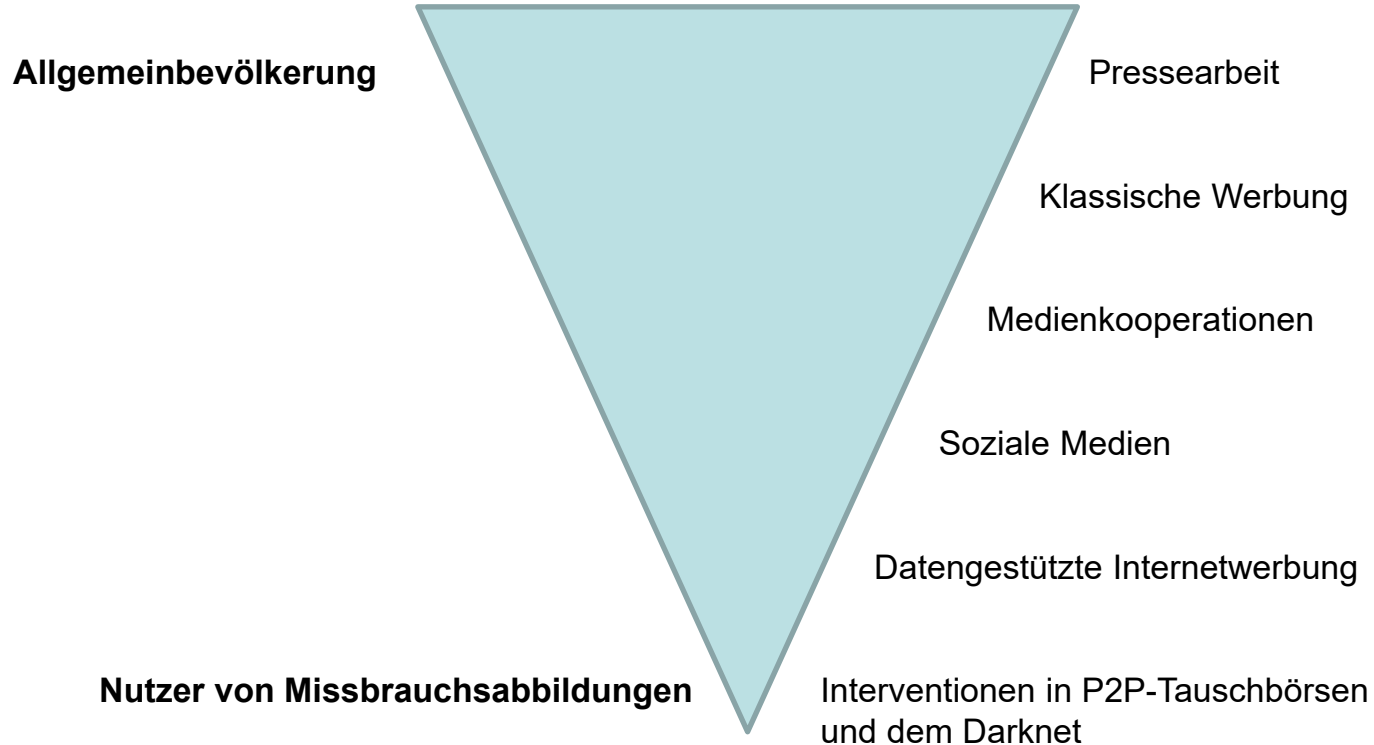 Allgemeinbevölkerung
Pressearbeit
Klassische Werbung
Medienkooperationen
Soziale Medien
Datengestützte Internetwerbung
Nutzer von Missbrauchsabbildungen
Interventionen in P2P-Tauschbörsen
und dem Darknet